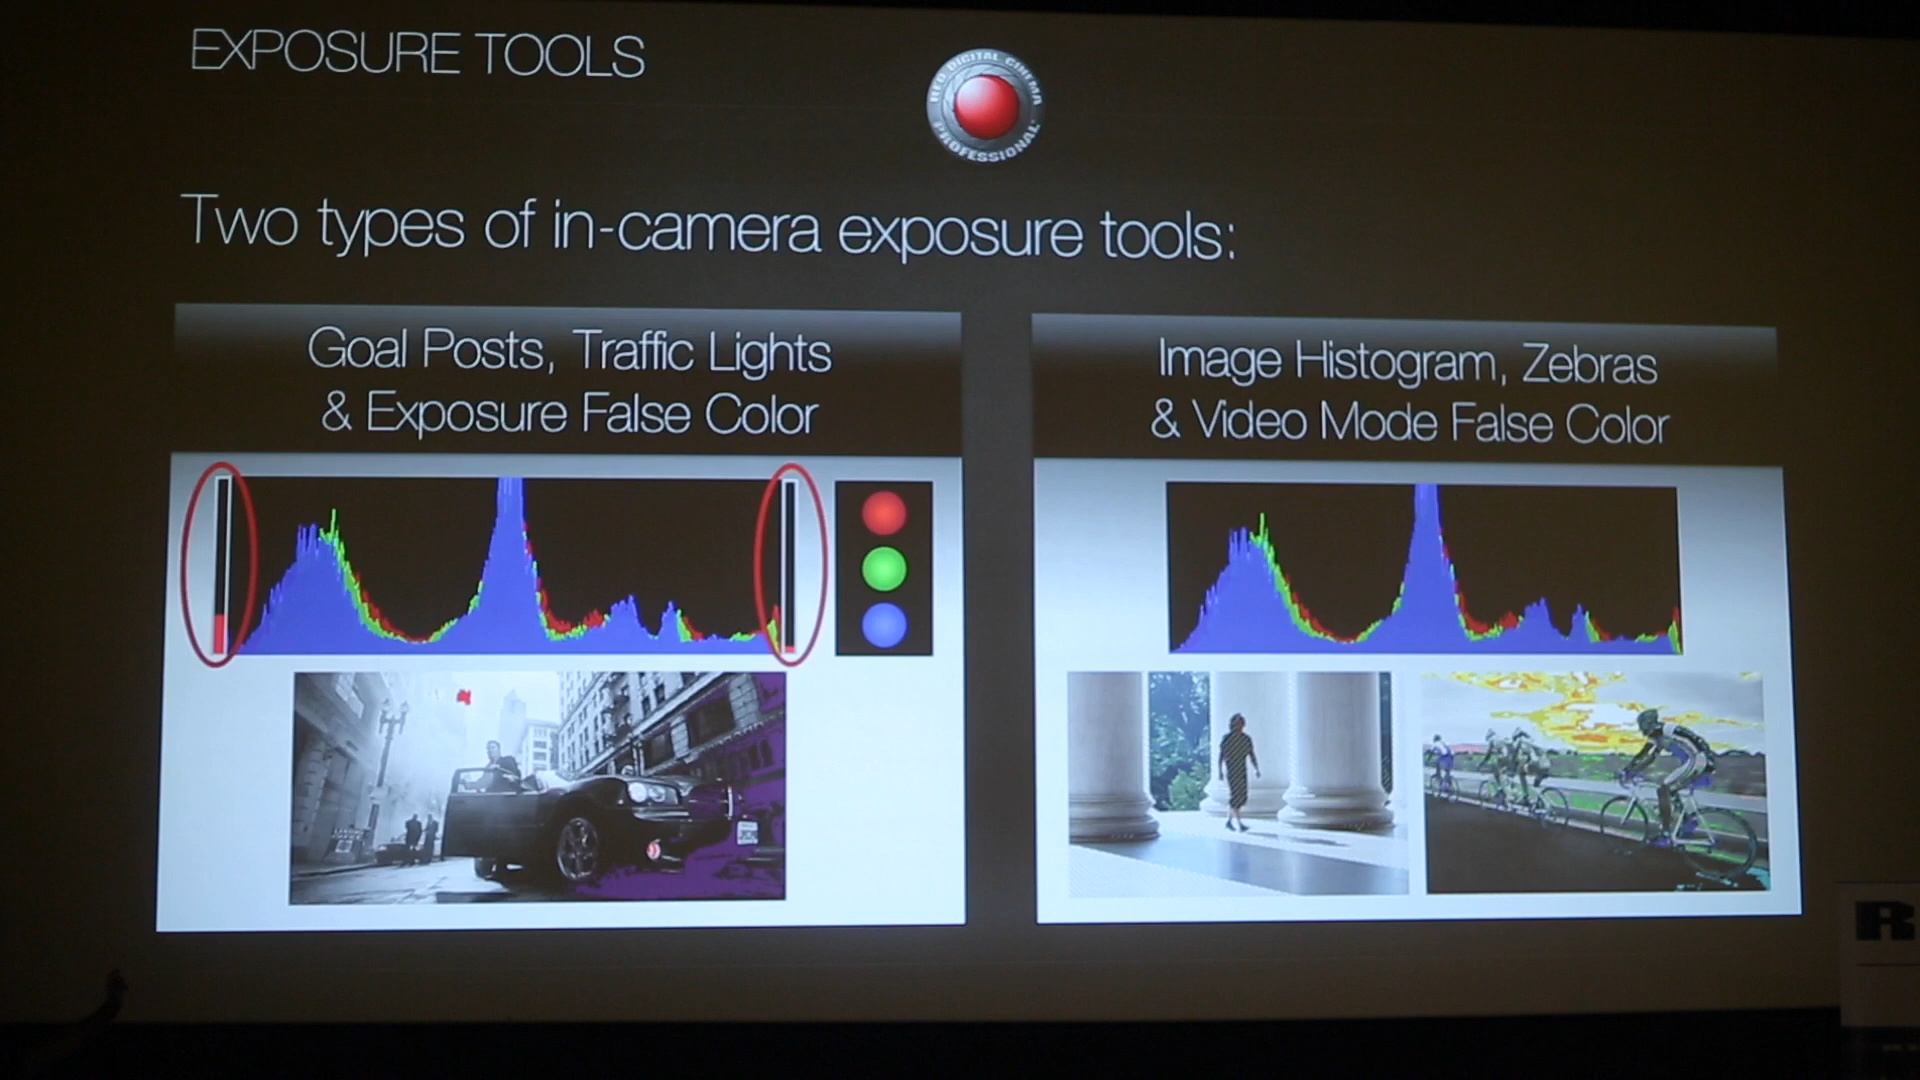 EXPOSURE TOOLS
RED DIGITAL CINEMA
PROFESSIONAL
Two types of in-camera exposure tools:
Goal Posts, Traffic Lights
& Exposure False Color
Image Histogram, Zebras
& Video Mode False Color
R